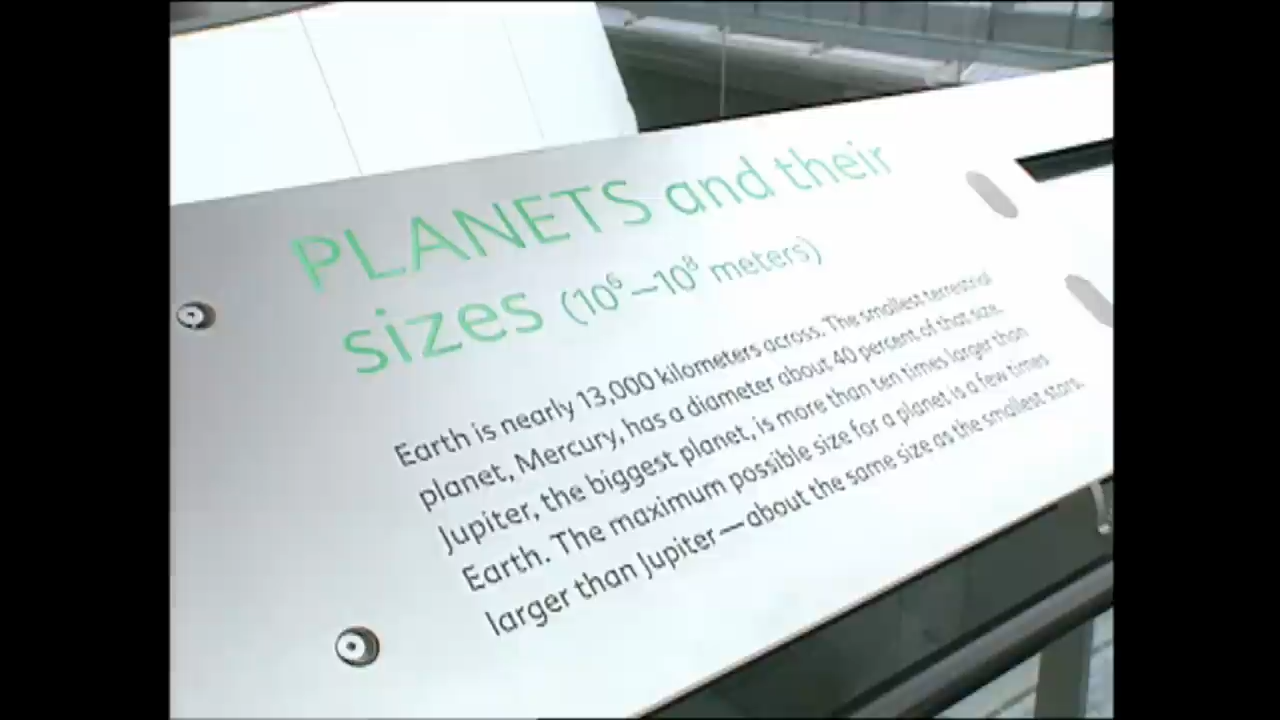 PLANETS and their
sizes (10⁶—10⁸ meters)
Earth is nearly 13,000 kilometers across. The smallest terrestrial
planet, Mercury, has a diameter about 40 percent of that size.
Jupiter, the biggest planet, is more than ten times larger than
Earth. The maximum possible size for a planet is a few times
larger than Jupiter—about the same size as the smallest stars.